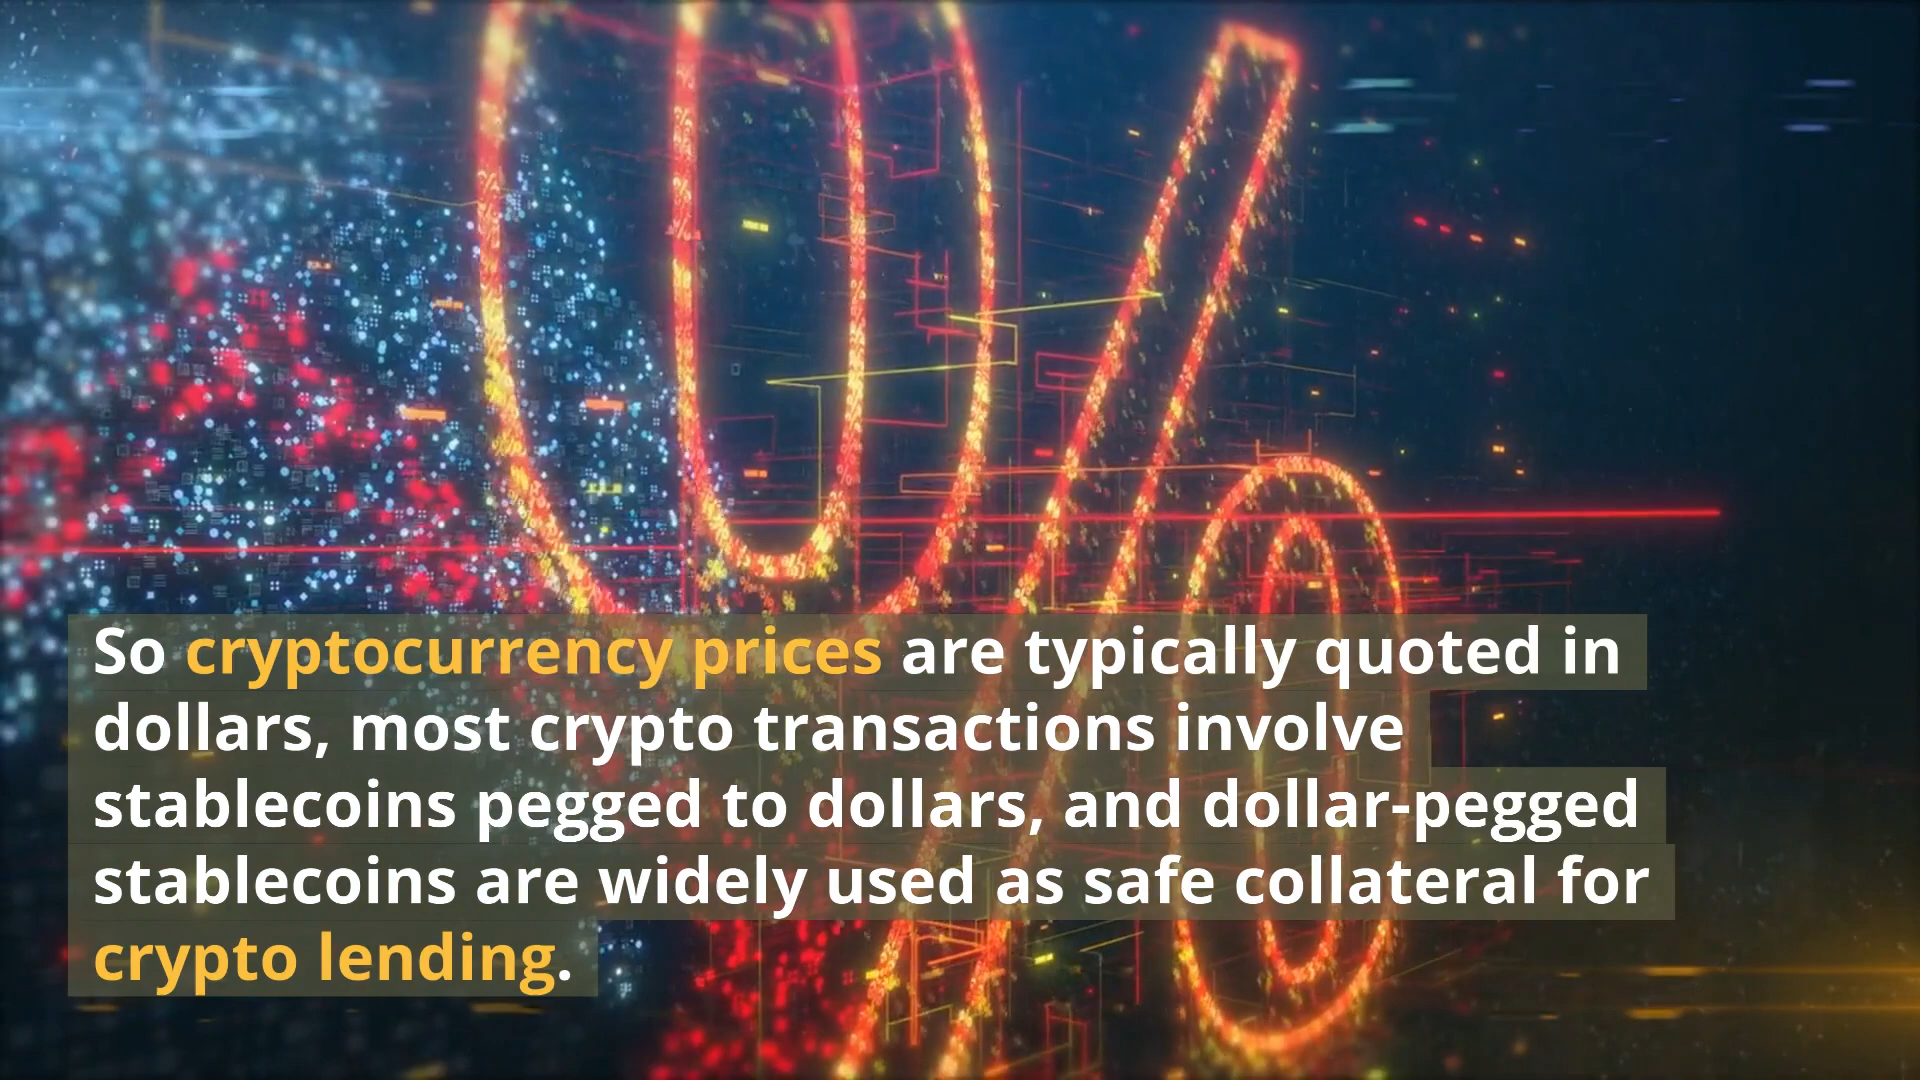 So cryptocurrency prices are typically quoted in
dollars, most crypto transactions involve
stablecoins pegged to dollars, and dollar-pegged
stablecoins are widely used as safe collateral for
crypto lending.